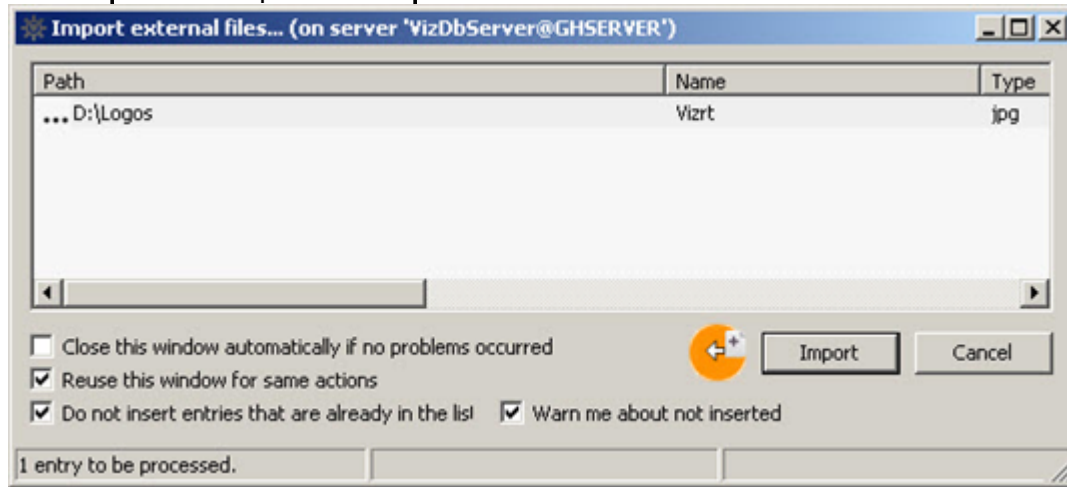 Import external files... (on server 'VizDbServer@GHSERVER')
Path Name Type
... D:\Logos Vizrt jpg
Close this window automatically if no problems occurred
Import Cancel
Reuse this window for same actions
Do not insert entries that are already in the list Warn me about not inserted
1 entry to be processed.